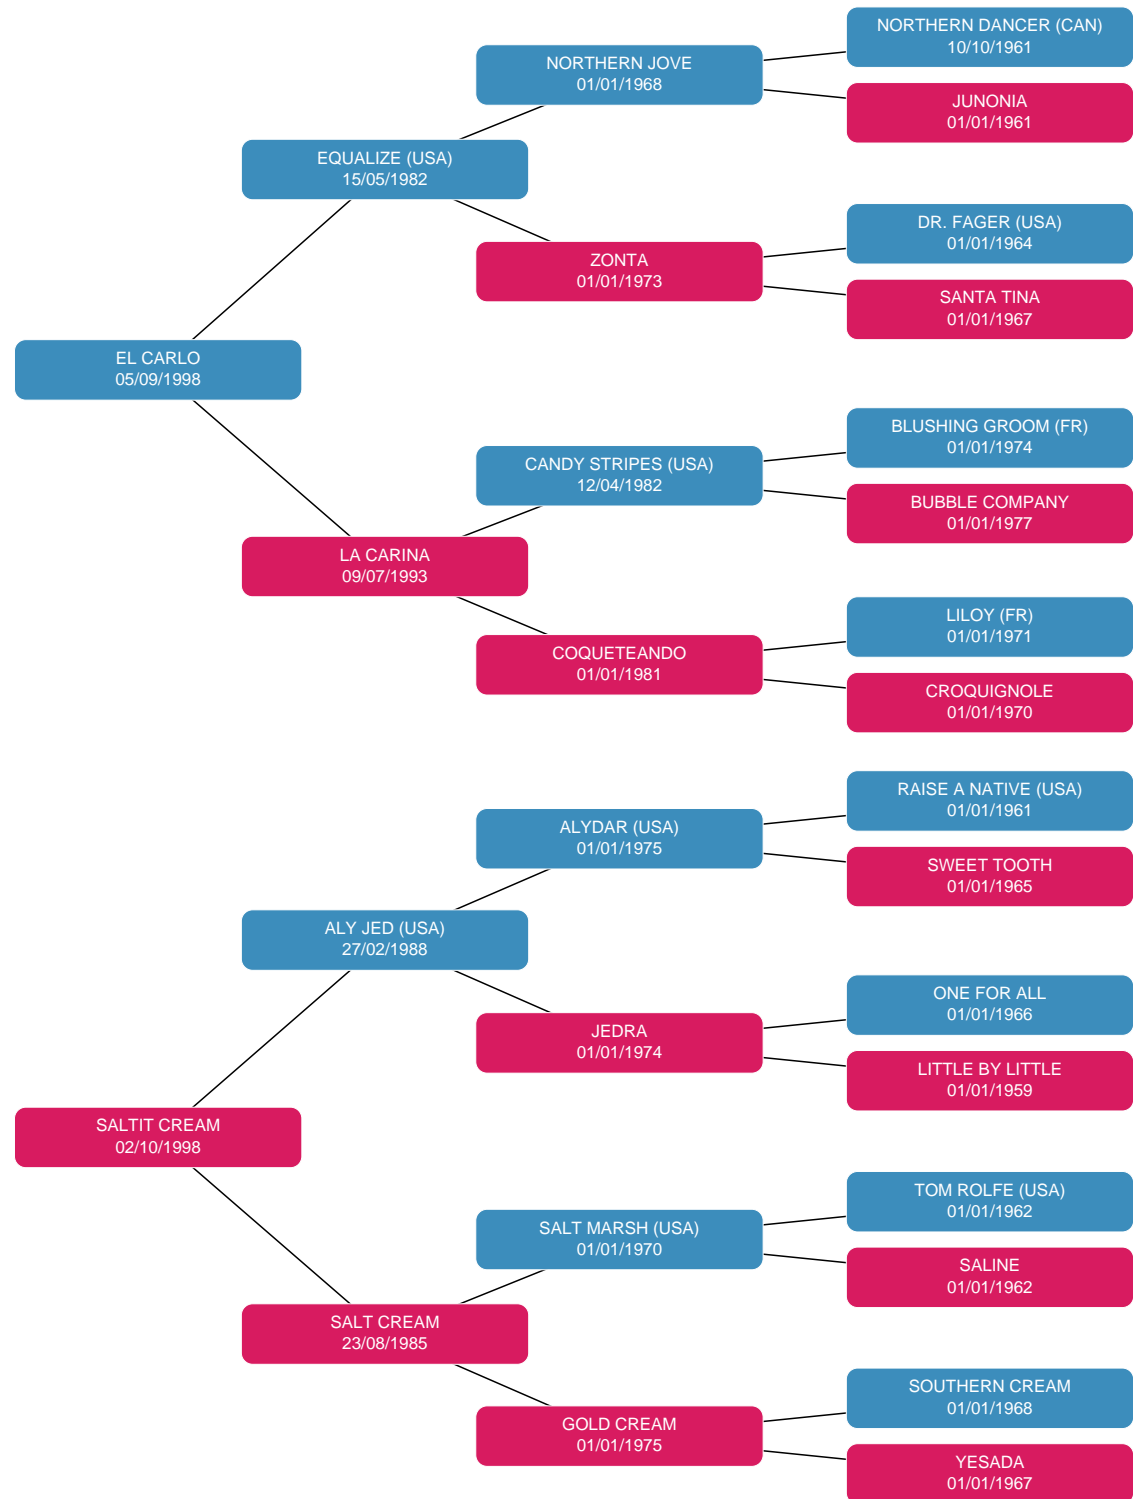 NORTHERN DANCER (CAN)
10/10/1961
NORTHERN JOVE
01/01/1968
JUNONIA
01/01/1961
EQUALIZE (USA)
15/05/1982
DR. FAGER (USA)
01/01/1964
ZONTA
01/01/1973
SANTA TINA
01/01/1967
EL CARLO
05/09/1998
BLUSHING GROOM (FR)
01/01/1974
CANDY STRIPES (USA)
12/04/1982
BUBBLE COMPANY
01/01/1977
LA CARINA
09/07/1993
LILOY (FR)
01/01/1971
COQUETEANDO
01/01/1981
CROQUIGNOLE
01/01/1970
RAISE A NATIVE (USA)
01/01/1961
ALYDAR (USA)
01/01/1975
SWEET TOOTH
01/01/1965
ALY JED (USA)
27/02/1988
ONE FOR ALL
01/01/1966
JEDRA
01/01/1974
LITTLE BY LITTLE
01/01/1959
SALTIT CREAM
02/10/1998
TOM ROLFE (USA)
01/01/1962
SALT MARSH (USA)
01/01/1970
SALINE
01/01/1962
SALT CREAM
23/08/1985
SOUTHERN CREAM
01/01/1968
GOLD CREAM
01/01/1975
YESADA
01/01/1967